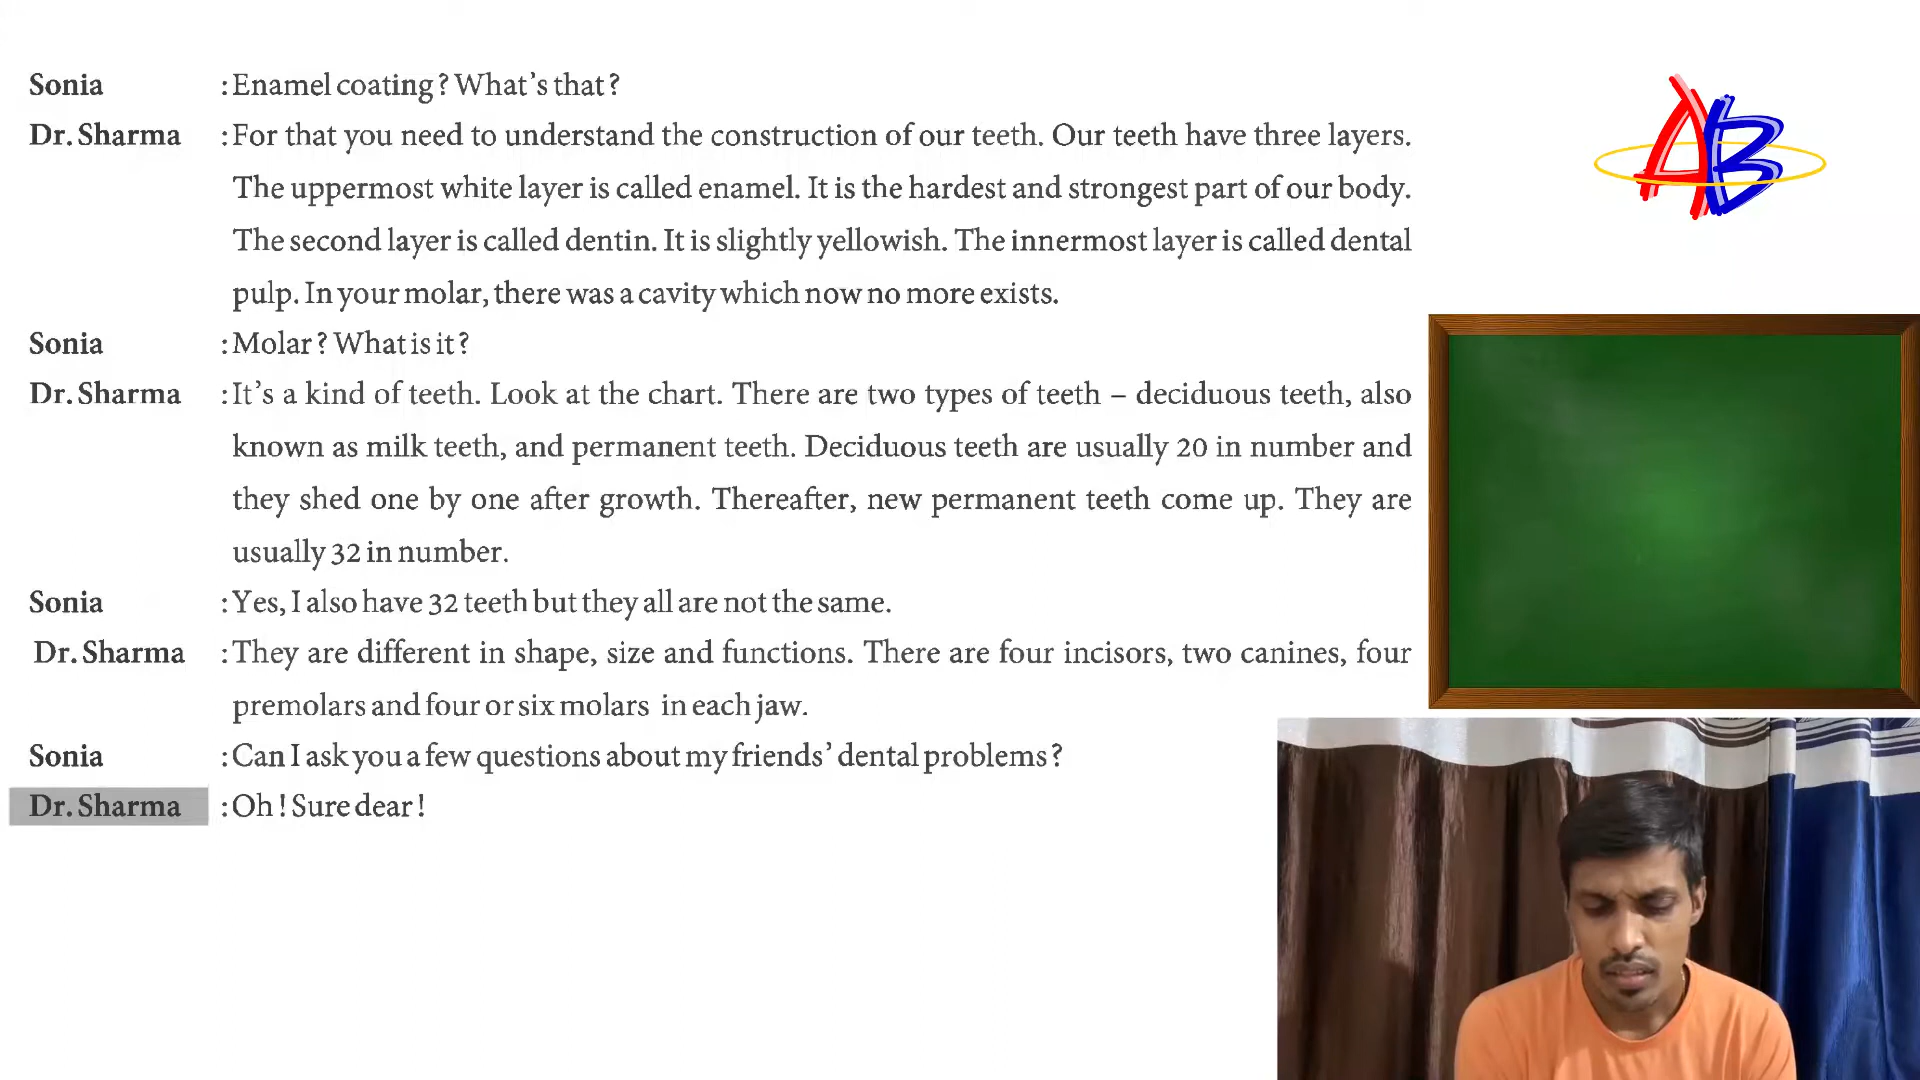 Sonia : Enamel coating? What's that?
Dr. Sharma : For that you need to understand the construction of our teeth. Our teeth have three layers.
The uppermost white layer is called enamel. It is the hardest and strongest part of our body.
The second layer is called dentin. It is slightly yellowish. The innermost layer is called dental
pulp. In your molar, there was a cavity which now no more exists.
Sonia : Molar? What is it?
Dr. Sharma : It's a kind of teeth. Look at the chart. There are two types of teeth – deciduous teeth, also
known as milk teeth, and permanent teeth. Deciduous teeth are usually 20 in number and
they shed one by one after growth. Thereafter, new permanent teeth come up. They are
usually 32 in number.
Sonia : Yes, I also have 32 teeth but they all are not the same.
Dr. Sharma : They are different in shape, size and functions. There are four incisors, two canines, four
premolars and four or six molars in each jaw.
Sonia : Can I ask you a few questions about my friends' dental problems?
Dr. Sharma : Oh! Sure dear!
AB